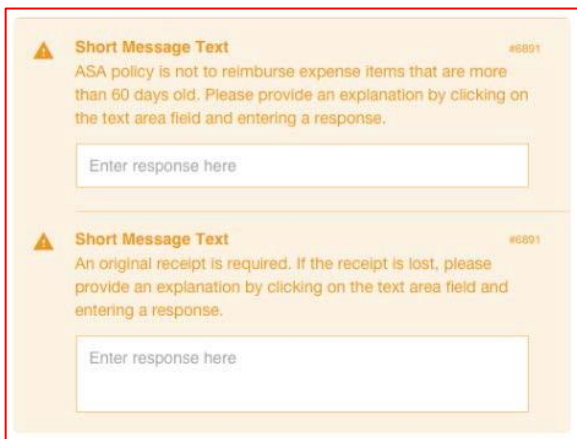 Short Message Text #6891
ASA policy is not to reimburse expense items that are more
than 60 days old. Please provide an explanation by clicking on
the text area field and entering a response.
Enter response here
Short Message Text #6891
An original receipt is required. If the receipt is lost, please
provide an explanation by clicking on the text area field and
entering a response.
Enter response here